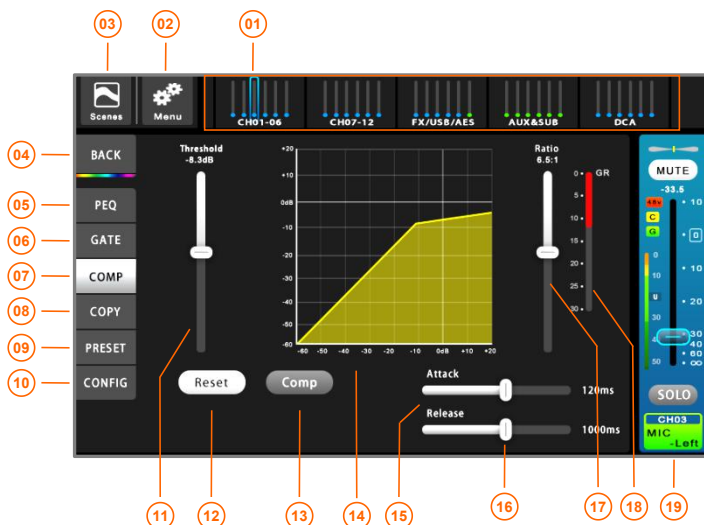 03
02
01
Scenes
Menu
CH01-06
CH07-12
FX/USB/AES
AUX&SUB
DCA
04
BACK
05
PEQ
06
GATE
07
COMP
08
COPY
09
PRESET
10
CONFIG
Threshold
-8.3dB
+20
+10
0dB
-10
-20
-30
-40
-50
-60
-60 -50 -40 -30 -20 -10 0dB +10 +20
Ratio
6.5:1
GR
0
5
10
15
20
25
30
Reset
Comp
Attack
120ms
Release
1000ms
MUTE
-33.5
48v
C
G
0
10
U
30
50
10
0
10
20
30
40
60
∞
SOLO
CH03
MIC
-Left
11
12
13
14
15
16
17
18
19